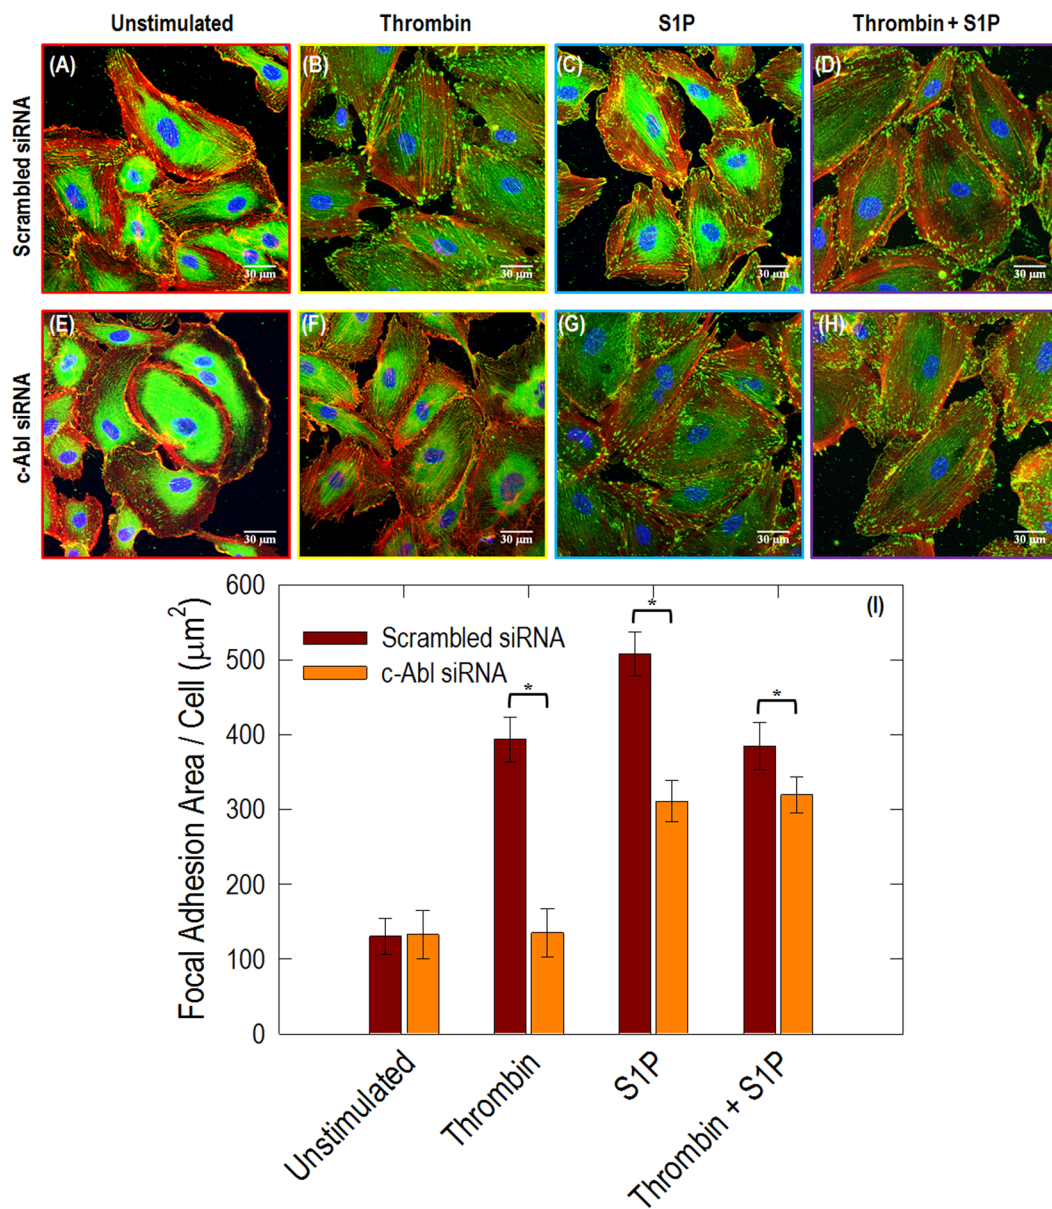 Unstimulated Thrombin S1P Thrombin + S1P
Scrambled siRNA
(A) (B) (C) (D)
30 μm 30 μm 30 μm 30 μm
c-Abl siRNA
(E) (F) (G) (H)
30 μm 30 μm 30 μm 30 μm
(I)
Focal Adhesion Area / Cell (μm²)
600
500
400
300
200
100
0
Scrambled siRNA
c-Abl siRNA
* * * 
Unstimulated
Thrombin
S1P
Thrombin + S1P